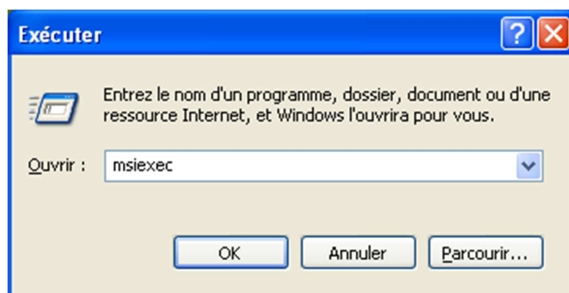 Exécuter
Entrez le nom d'un programme, dossier, document ou d'une
ressource Internet, et Windows l'ouvrira pour vous.
Ouvrir : msiexec
OK Annuler Parcourir...